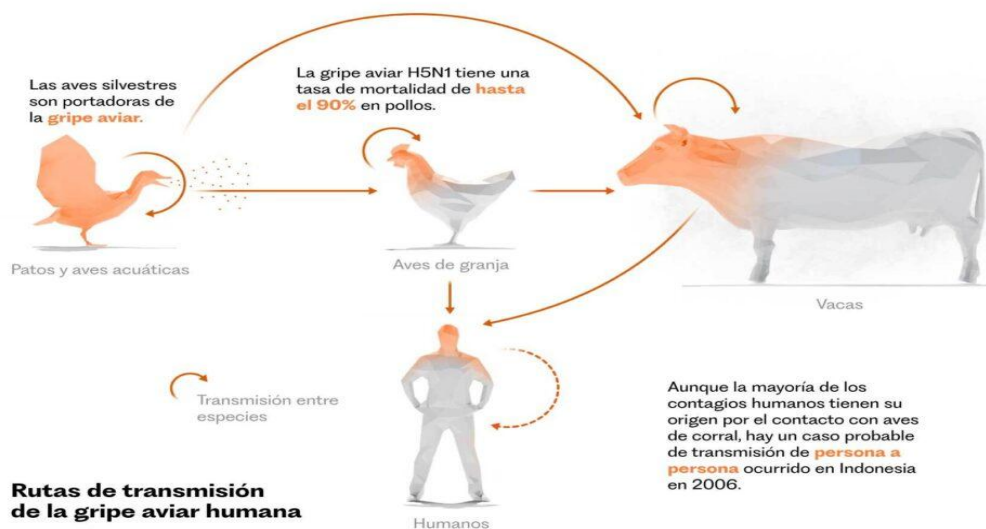 Las aves silvestres
son portadoras de
la gripe aviar.
La gripe aviar H5N1 tiene una
tasa de mortalidad de hasta
el 90% en pollos.
Patos y aves acuáticas
Aves de granja
Vacas
Transmisión entre
especies
Aunque la mayoría de los
contagios humanos tienen su
origen por el contacto con aves
de corral, hay un caso probable
de transmisión de persona a
persona ocurrido en Indonesia
en 2006.
Rutas de transmisión
de la gripe aviar humana
Humanos